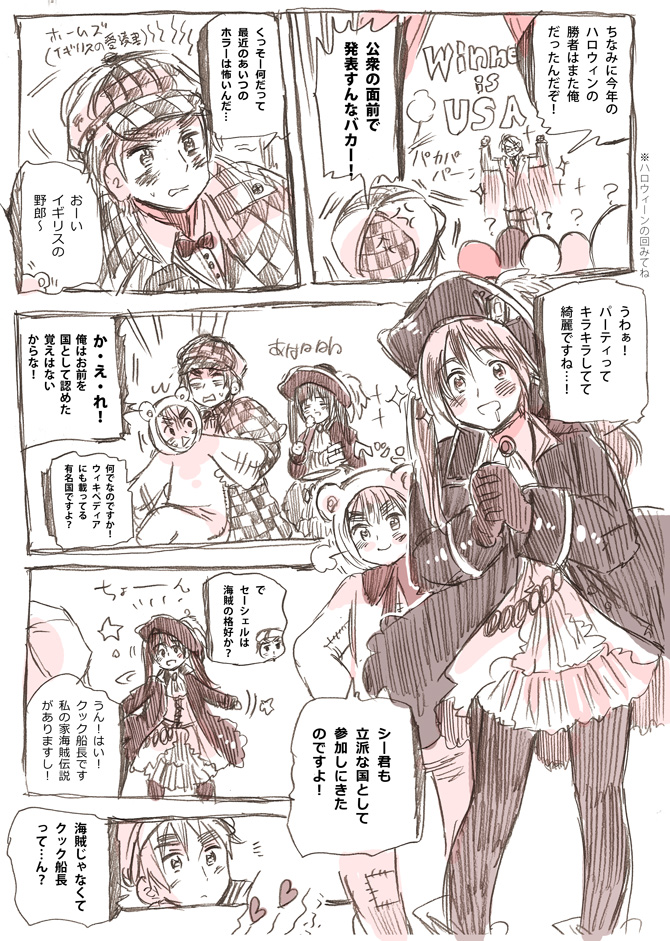 ちなみに今年の
ハロウィンの
勝者はまた俺
だったんだぞ！
Winne
is
USA
パカパカ
パーン
公衆の面前で
発表すんなバカー！
？
？
？
？
※ハロウィーンの回みてね
ホームズ
（イギリスの愛読書）
くっそー何だって
最近のあいつの
ホラーは怖いんだ…
おーい
イギリスの
野郎～
うわぁ！
パーティって
キラキラしてて
綺麗ですね…！
か・え・れ！
俺はお前を
国として認めた
覚えはない
からな！
何でなのですか！
ウィキペディア
にも載ってる
有名国ですよ？
シー君も
立派な国として
参加しにきた
のですよ！
ちょーーん
で
セーシェルは
海賊の格好か？
うん！はい！
クック船長です
私の家海賊伝説
がありますし！
海賊じゃなくて
クック船長
って…ん？